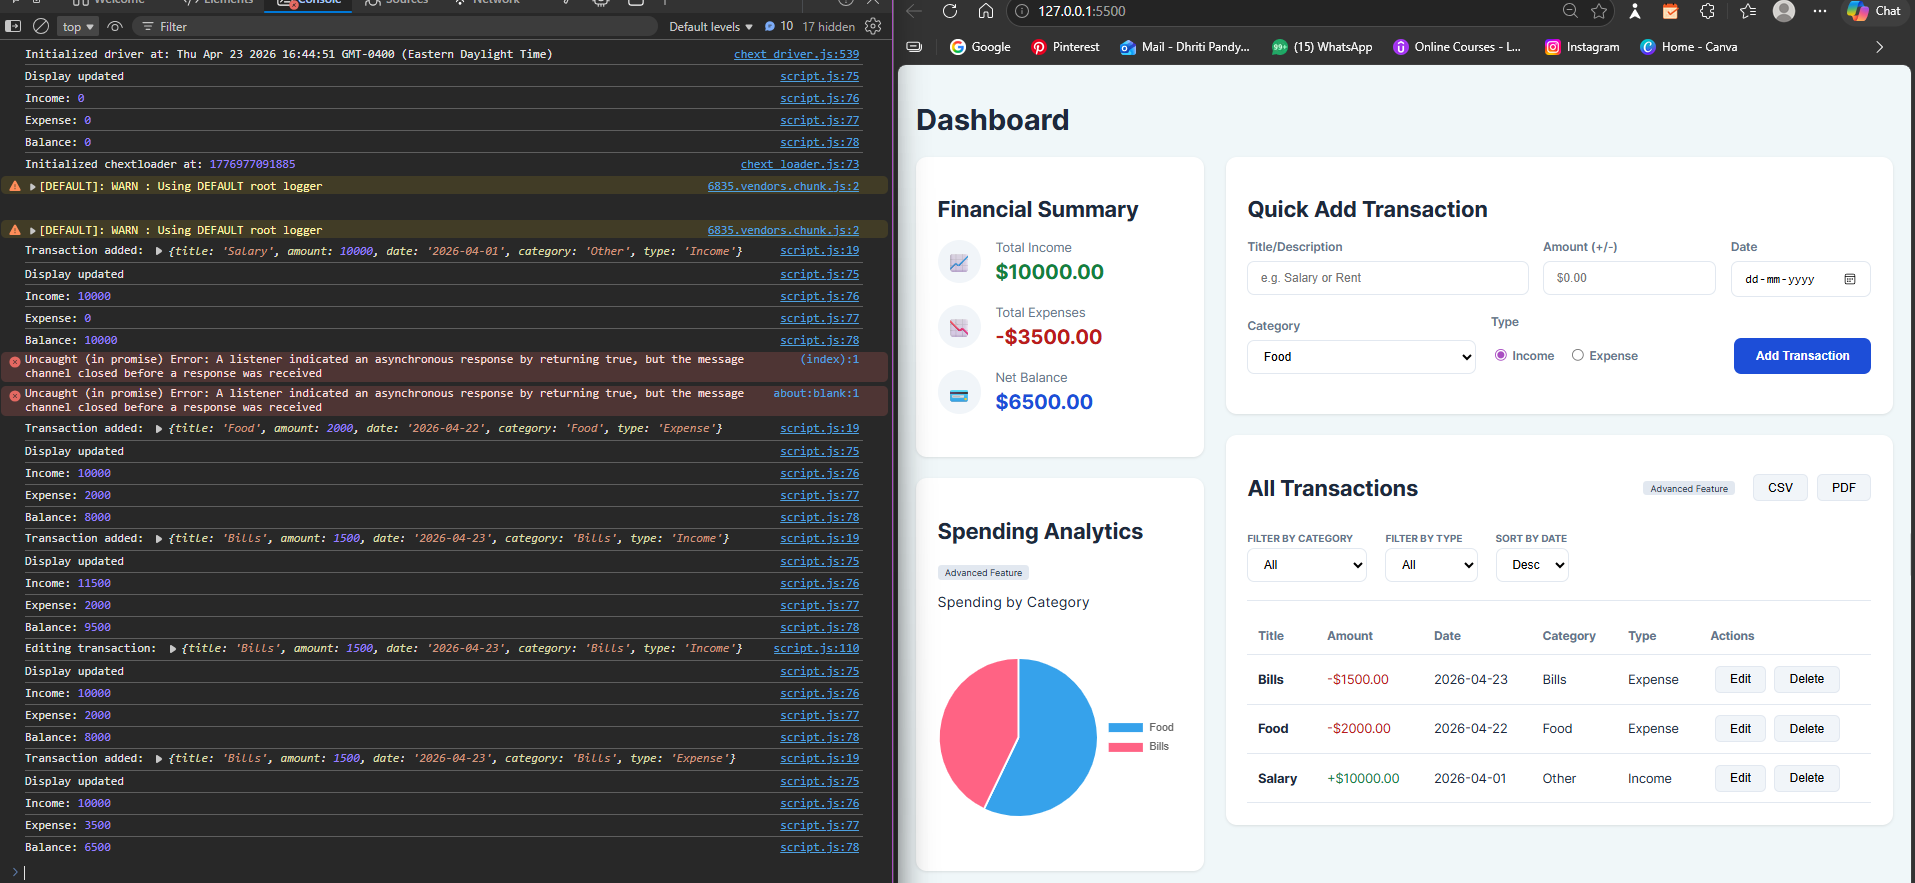 Welcome
Elements
Console
Sources
Network
top
Filter
Default levels
10
17 hidden
Initialized driver at: Thu Apr 23 2026 16:44:51 GMT-0400 (Eastern Daylight Time) chext_driver.js:539
Display updated script.js:75
Income: 0 script.js:76
Expense: 0 script.js:77
Balance: 0 script.js:78
Initialized chextloader at: 1776977091885 chext_loader.js:73
[DEFAULT]: WARN : Using DEFAULT root logger 6835.vendors.chunk.js:2
[DEFAULT]: WARN : Using DEFAULT root logger 6835.vendors.chunk.js:2
Transaction added: {title: 'Salary', amount: 10000, date: '2026-04-01', category: 'Other', type: 'Income'} script.js:19
Display updated script.js:75
Income: 10000 script.js:76
Expense: 0 script.js:77
Balance: 10000 script.js:78
Uncaught (in promise) Error: A listener indicated an asynchronous response by returning true, but the message (index):1
channel closed before a response was received
Uncaught (in promise) Error: A listener indicated an asynchronous response by returning true, but the message about:blank:1
channel closed before a response was received
Transaction added: {title: 'Food', amount: 2000, date: '2026-04-22', category: 'Food', type: 'Expense'} script.js:19
Display updated script.js:75
Income: 10000 script.js:76
Expense: 2000 script.js:77
Balance: 8000 script.js:78
Transaction added: {title: 'Bills', amount: 1500, date: '2026-04-23', category: 'Bills', type: 'Income'} script.js:19
Display updated script.js:75
Income: 11500 script.js:76
Expense: 2000 script.js:77
Balance: 9500 script.js:78
Editing transaction: {title: 'Bills', amount: 1500, date: '2026-04-23', category: 'Bills', type: 'Income'} script.js:110
Display updated script.js:75
Income: 10000 script.js:76
Expense: 2000 script.js:77
Balance: 8000 script.js:78
Transaction added: {title: 'Bills', amount: 1500, date: '2026-04-23', category: 'Bills', type: 'Expense'} script.js:19
Display updated script.js:75
Income: 10000 script.js:76
Expense: 3500 script.js:77
Balance: 6500 script.js:78
127.0.0.1:5500
Chat
Google
Pinterest
Mail - Dhriti Pandy...
99+
(15) WhatsApp
Online Courses - L...
Instagram
Home - Canva
Dashboard
Financial Summary
Total Income
$10000.00
Total Expenses
-$3500.00
Net Balance
$6500.00
Spending Analytics
Advanced Feature
Spending by Category
Food
Bills
Quick Add Transaction
Title/Description Amount (+/-) Date
e.g. Salary or Rent $0.00 dd-mm-yyyy
Category Type
Food Income Expense Add Transaction
All Transactions Advanced Feature CSV PDF
FILTER BY CATEGORY FILTER BY TYPE SORT BY DATE
All All Desc
Title Amount Date Category Type Actions
Bills -$1500.00 2026-04-23 Bills Expense Edit Delete
Food -$2000.00 2026-04-22 Food Expense Edit Delete
Salary +$10000.00 2026-04-01 Other Income Edit Delete